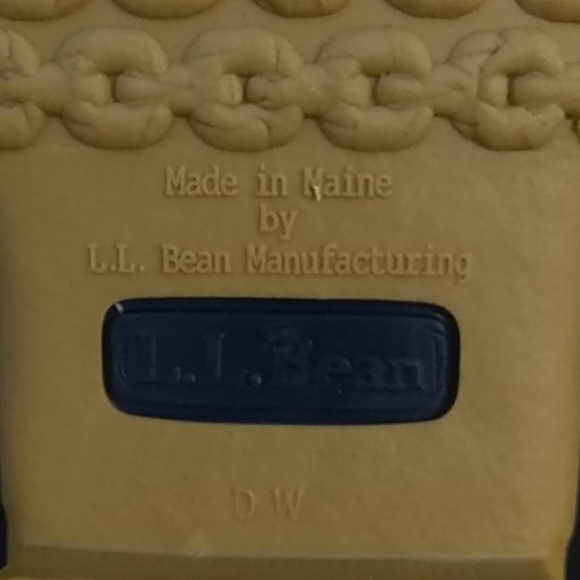 Made in Maine
by
L.L. Bean Manufacturing
L.L.Bean
D W